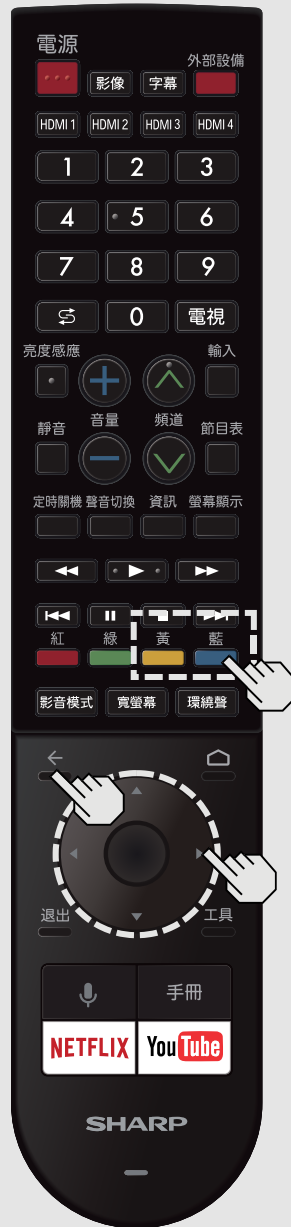 電源
外部設備
影像 字幕
HDMI 1 HDMI 2 HDMI 3 HDMI 4
1 2 3
4 5 6
7 8 9
0 電視
亮度感應 輸入
音量 頻道
靜音 節目表
定時關機 聲音切換 資訊 螢幕顯示
紅 綠 黃 藍
影音模式 寬螢幕 環繞聲
退出 工具
手冊
NETFLIX YouTube
SHARP